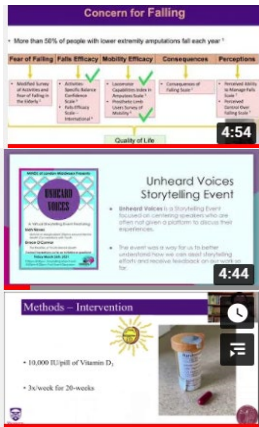 Concern for Falling
• More than 50% of people with lower extremity amputations fall each year
Fear of Falling Falls Efficacy Mobility Efficacy Consequences Perceptions
• Modified Survey of Activities and Fear of Falling in the Elderly
• Activities-Specific Balance Confidence Scale
• Falls Efficacy Scale – International
• Locomotor Capabilities Index in Amputees Scale
• Prosthetic Limb Users Survey of Mobility
• Consequences of Falling Scale
• Perceived Ability to Manage Falls Scale
• Perceived Control Over Falling Scale
Quality of Life
4:54
UNHEARD
VOICES
Unheard Voices
Storytelling Event
Unheard Voices is a Storytelling Event
focused on centering speakers who are
often not given a platform to discuss their
experiences.
The event was a way for us to better
understand how we can assist storytelling
efforts and receive feedback on our work so
far.
4:44
Methods – Intervention
• 10,000 IU/pill of Vitamin D₃
• 3x/week for 20-weeks